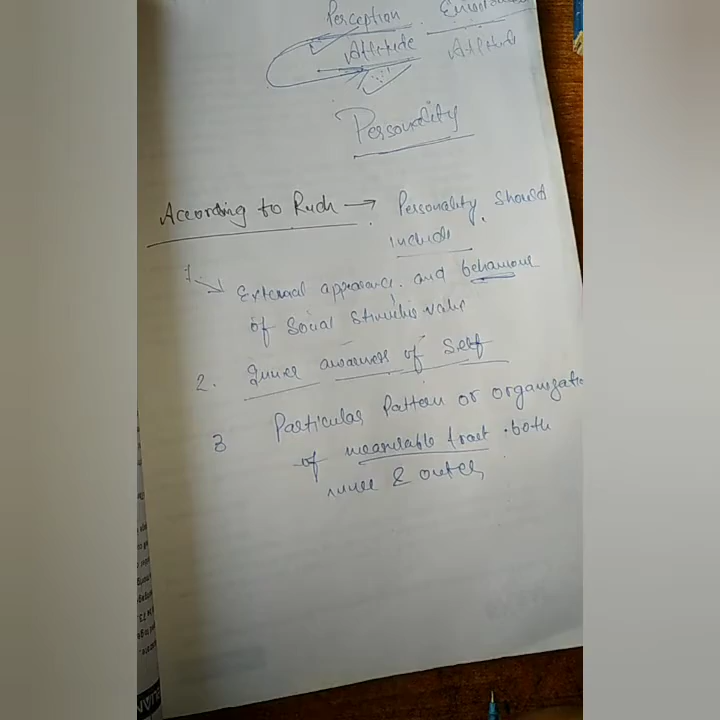 Perception
Attitude
Personality
According to Ruch → Personality should
include
1. External appearance and behaviour
of Social Stimulus value
2. Inner awareness of self
3 Particular Pattern or organization
of measurable trait both
inner & outer